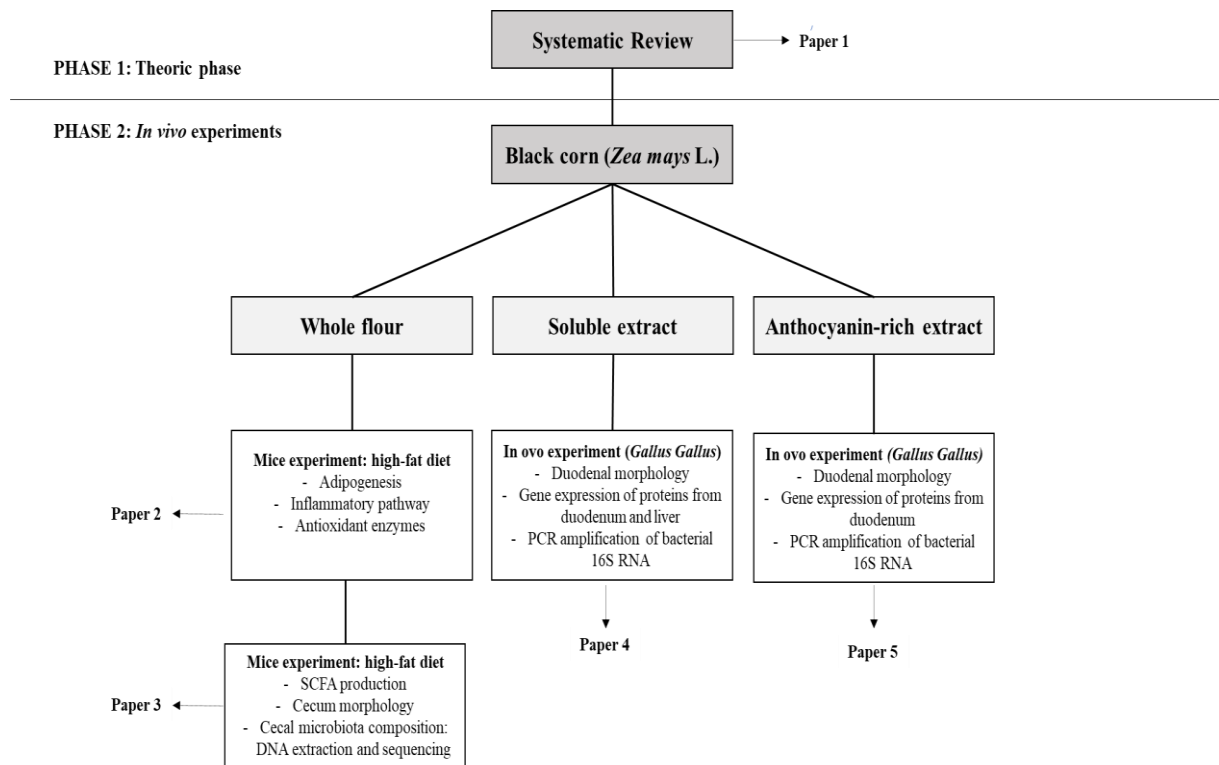 Systematic Review
Paper 1
PHASE 1: Theoric phase
PHASE 2: In vivo experiments
Black corn (Zea mays L.)
Whole flour
Soluble extract
Anthocyanin-rich extract
Mice experiment: high-fat diet
- Adipogenesis
- Inflammatory pathway
- Antioxidant enzymes
Paper 2
In ovo experiment (Gallus Gallus)
- Duodenal morphology
- Gene expression of proteins from
duodenum and liver
- PCR amplification of bacterial
16S RNA
In ovo experiment (Gallus Gallus)
- Duodenal morphology
- Gene expression of proteins from
duodenum
- PCR amplification of bacterial
16S RNA
Paper 4
Paper 5
Mice experiment: high-fat diet
- SCFA production
- Cecum morphology
- Cecal microbiota composition:
DNA extraction and sequencing
Paper 3